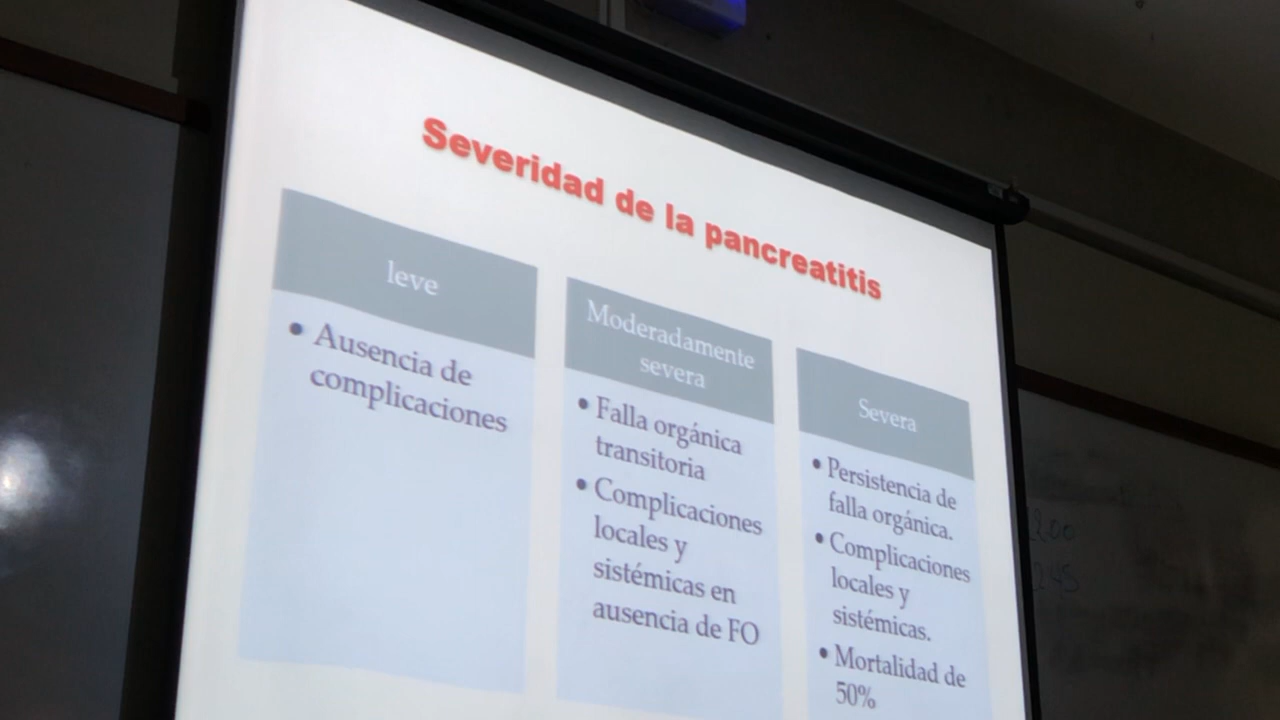 Severidad de la pancreatitis
leve
• Ausencia de
complicaciones
Moderadamente
severa
• Falla orgánica
transitoria
• Complicaciones
locales y
sistémicas en
ausencia de FO
Severa
• Persistencia de
falla orgánica.
• Complicaciones
locales y
sistémicas.
• Mortalidad de
50%